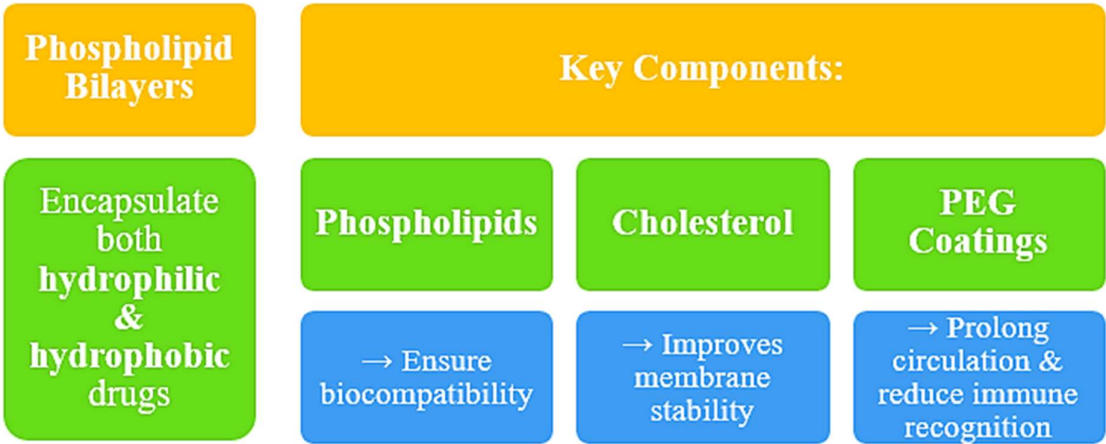 Phospholipid
Bilayers
Key Components:
Encapsulate
both
hydrophilic
&
hydrophobic
drugs
Phospholipids
Cholesterol
PEG
Coatings
→ Ensure
biocompatibility
→ Improves
membrane
stability
→ Prolong
circulation &
reduce immune
recognition